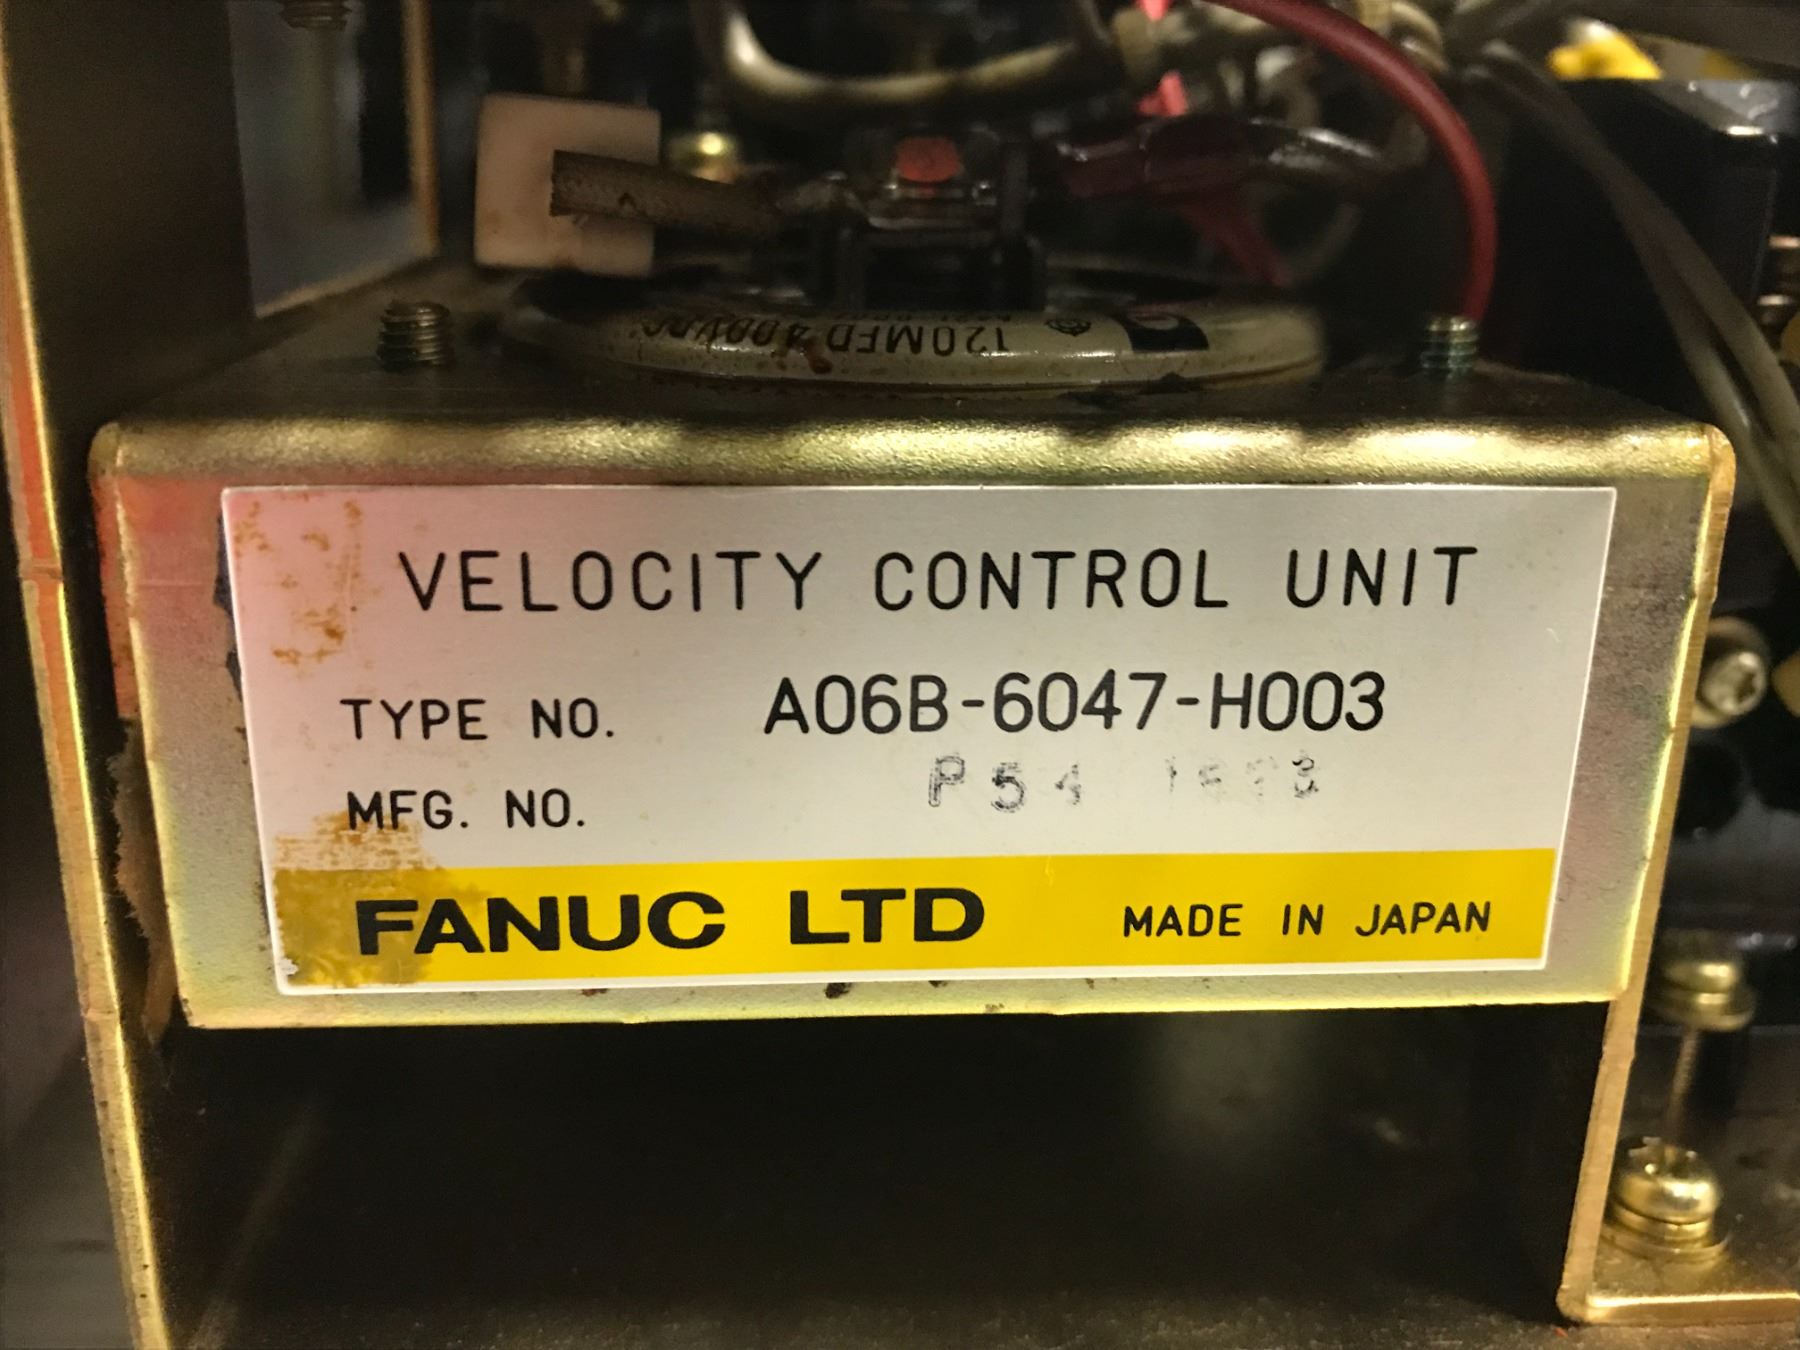 120MFD 400VDC
VELOCITY CONTROL UNIT
TYPE NO. A06B-6047-H003
MFG. NO. P54
FANUC LTD MADE IN JAPAN